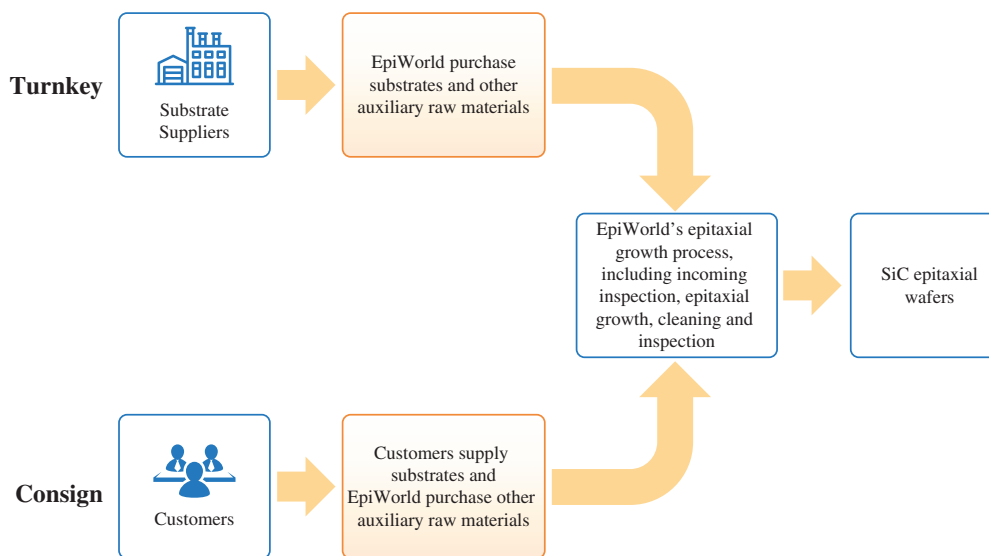 Turnkey
Substrate
Suppliers
EpiWorld purchase
substrates and other
auxiliary raw materials
EpiWorld’s epitaxial
growth process,
including incoming
inspection, epitaxial
growth, cleaning and
inspection
SiC epitaxial
wafers
Consign
Customers
Customers supply
substrates and
EpiWorld purchase other
auxiliary raw materials